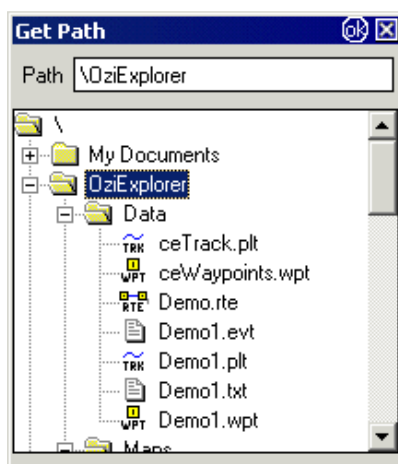 Get Path ok
Path \OziExplorer
\
My Documents
OziExplorer
Data
TRK ceTrack.plt
WPT ceWaypoints.wpt
RTE Demo.rte
Demo1.evt
TRK Demo1.plt
Demo1.txt
WPT Demo1.wpt
Maps